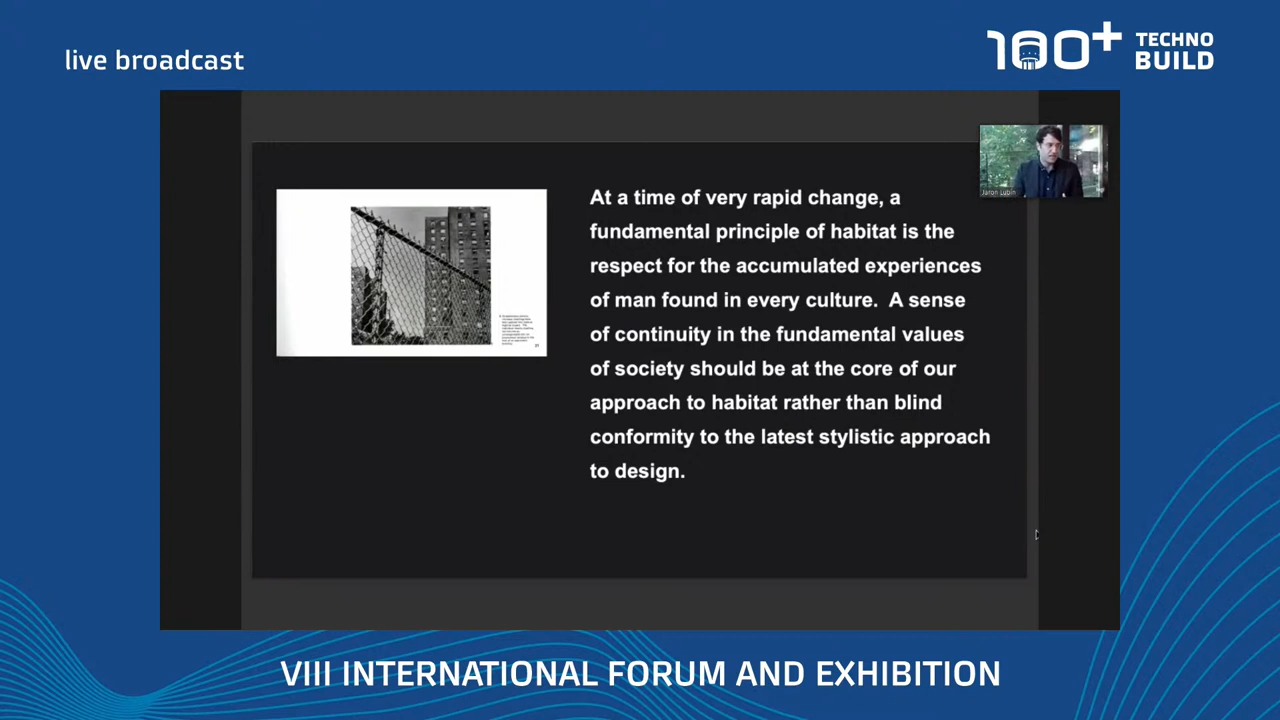 live broadcast
100+ TECHNO
BUILD
Jaron Lubin
At a time of very rapid change, a
fundamental principle of habitat is the
respect for the accumulated experiences
of man found in every culture.  A sense
of continuity in the fundamental values
of society should be at the core of our
approach to habitat rather than blind
conformity to the latest stylistic approach
to design.
VIII INTERNATIONAL FORUM AND EXHIBITION